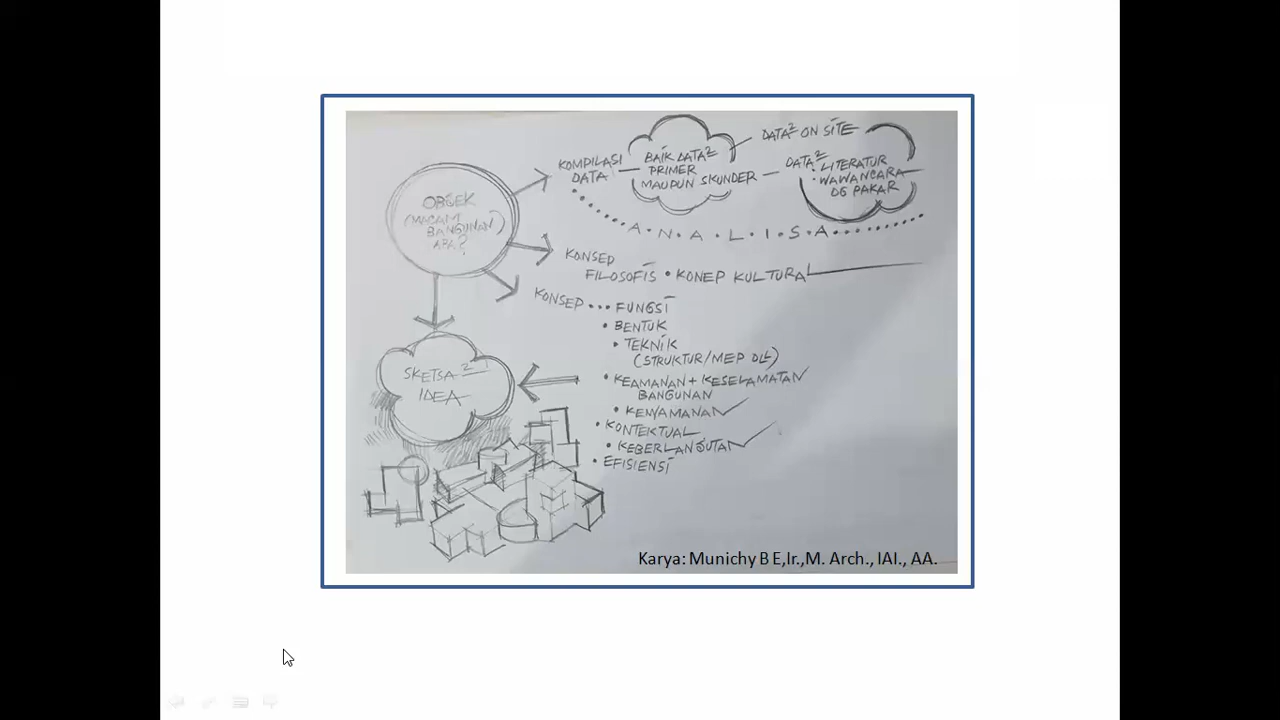 OBJEK
(MACAM
BANGUNAN)
APA?
KOMPILASI
DATA
BAIK DATA2
PRIMER
MAUPUN SKUNDER
DATA2 ON SITE
DATA2 LITERATUR
• WAWANCARA
DG PAKAR
A • N • A • L • I • S • A
KONSEP
FILOSOFIS • KONEP KULTURAL
KONSEP ... FUNGSI
• BENTUK
• TEKNIK
(STRUKTUR/MEP DLL)
• KEAMANAN + KESELAMATAN
BANGUNAN
• KENYAMANAN
• KONTEKTUAL
• KEBERLANJUTAN
• EFISIENSI
SKETSA2
IDEA
Karya: Munichy B E,Ir.,M. Arch., IAI., AA.